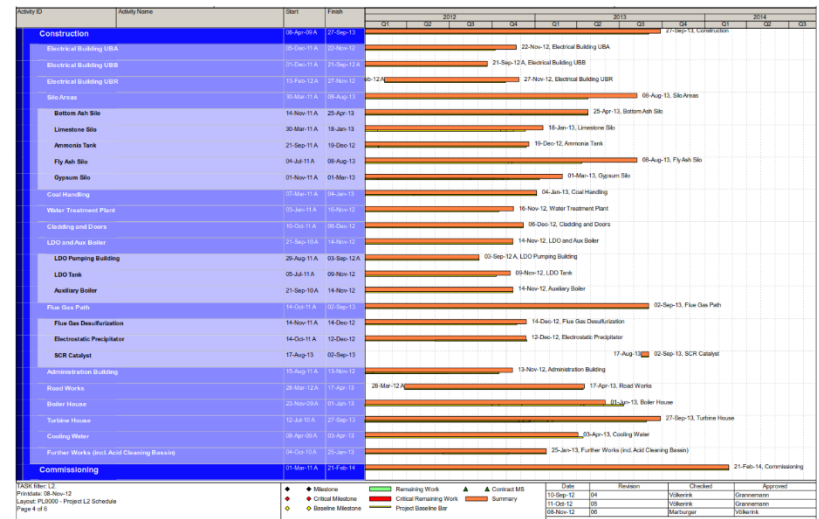 Activity ID Activity Name Start Finish
2012 2013 2014
Q1 Q2 Q3 Q4 Q1 Q2 Q3 Q4 Q1 Q2 Q3
Construction 08-Apr-09 A 27-Sep-13 27-Sep-13, Construction
Electrical Building UBA 05-Dec-11 A 22-Nov-12 22-Nov-12, Electrical Building UBA
Electrical Building UBB 01-Dec-11 A 21-Sep-12 A 21-Sep-12 A, Electrical Building UBB
Electrical Building UBR 15-Feb-12 A 27-Nov-12 eb-12 A 27-Nov-12, Electrical Building UBR
Silo Areas 30-Mar-11 A 08-Aug-13 08-Aug-13, Silo Areas
Bottom Ash Silo 14-Nov-11 A 25-Apr-13 25-Apr-13, Bottom Ash Silo
Limestone Silo 30-Mar-11 A 18-Jan-13 18-Jan-13, Limestone Silo
Ammonia Tank 21-Sep-11 A 19-Dec-12 19-Dec-12, Ammonia Tank
Fly Ash Silo 04-Jul-11 A 08-Aug-13 08-Aug-13, Fly Ash Silo
Gypsum Silo 01-Nov-11 A 01-Mar-13 01-Mar-13, Gypsum Silo
Coal Handling 07-Mar-11 A 04-Jan-13 04-Jan-13, Coal Handling
Water Treatment Plant 03-Jan-11 A 16-Nov-12 16-Nov-12, Water Treatment Plant
Cladding and Doors 10-Oct-11 A 06-Dec-12 06-Dec-12, Cladding and Doors
LDO and Aux Boiler 21-Sep-10 A 14-Nov-12 14-Nov-12, LDO and Aux Boiler
LDO Pumping Building 29-Aug-11 A 03-Sep-12 A 03-Sep-12 A, LDO Pumping Building
LDO Tank 05-Jul-11 A 09-Nov-12 09-Nov-12, LDO Tank
Auxiliary Boiler 21-Sep-10 A 14-Nov-12 14-Nov-12, Auxiliary Boiler
Flue Gas Path 14-Oct-11 A 02-Sep-13 02-Sep-13, Flue Gas Path
Flue Gas Desulfurization 14-Nov-11 A 14-Dec-12 14-Dec-12, Flue Gas Desulfurization
Electrostatic Precipitator 14-Oct-11 A 12-Dec-12 12-Dec-12, Electrostatic Precipitator
SCR Catalyst 17-Aug-13 02-Sep-13 17-Aug-13 02-Sep-13, SCR Catalyst
Administration Building 15-Aug-11 A 13-Nov-12 13-Nov-12, Administration Building
Road Works 28-Mar-12 A 17-Apr-13 28-Mar-12 A 17-Apr-13, Road Works
Boiler House 23-Nov-09 A 01-Jun-13 01-Jun-13, Boiler House
Turbine House 12-Jul-10 A 27-Sep-13 27-Sep-13, Turbine House
Cooling Water 08-Apr-09 A 03-Apr-13 03-Apr-13, Cooling Water
Further Works (incl. Acid Cleaning Bassin) 04-Oct-10 A 25-Jan-13 25-Jan-13, Further Works (incl. Acid Cleaning Bassin)
Commissioning 01-Mar-11 A 21-Feb-14 21-Feb-14, Commissioning
TASK filter: L2.
Printdate: 08-Nov-12
Layout: PL0000 - Project L2 Schedule
Page 4 of 6
Milestone Remaining Work Contract MS
Critical Milestone Critical Remaining Work Summary
Baseline Milestone Project Baseline Bar
Date Revision Checked Approved
10-Sep-12 04 Völkerink Grannemann
11-Oct-12 05 Völkerink Grannemann
08-Nov-12 06 Marburger Völkerink